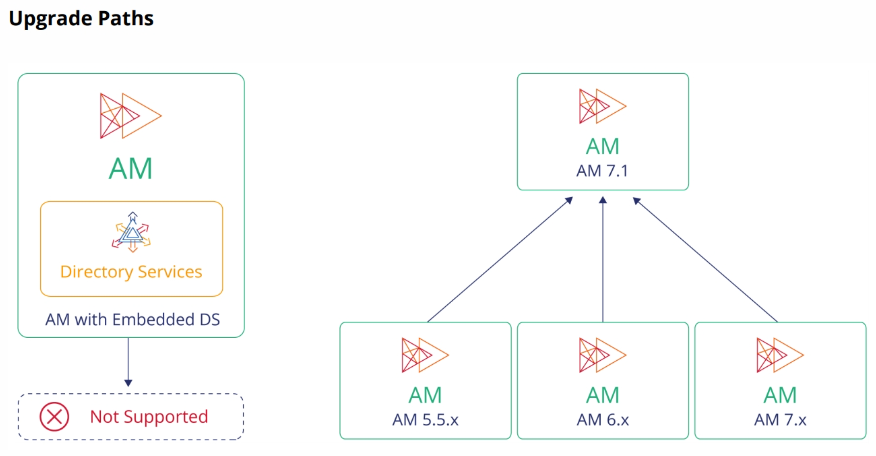 Upgrade Paths
AM
Directory Services
AM with Embedded DS
Not Supported
AM
AM 7.1
AM
AM 5.5.x
AM
AM 6.x
AM
AM 7.x